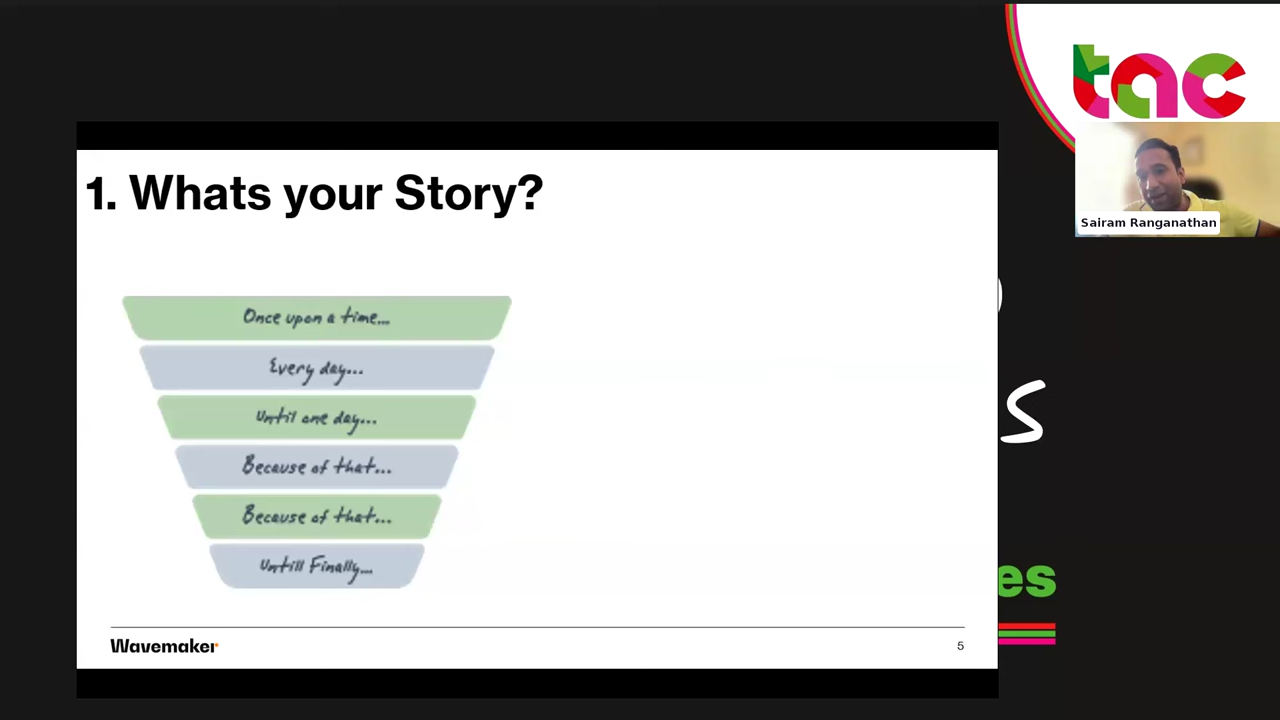 tac
1. Whats your Story?
Sairam Ranganathan
Once upon a time...
Every day...
Until one day...
Because of that...
Because of that...
Untill Finally...
s
es
Wavemaker
5